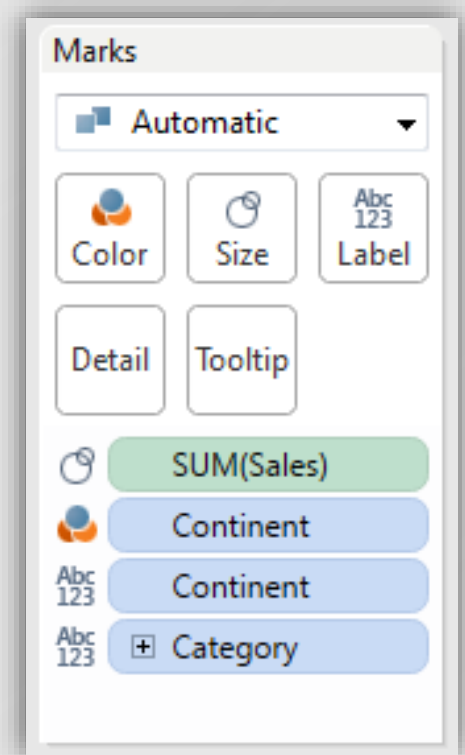 Marks
Automatic
Color
Size
Abc
123
Label
Detail
Tooltip
SUM(Sales)
Continent
Abc
123
Continent
Abc
123
Category